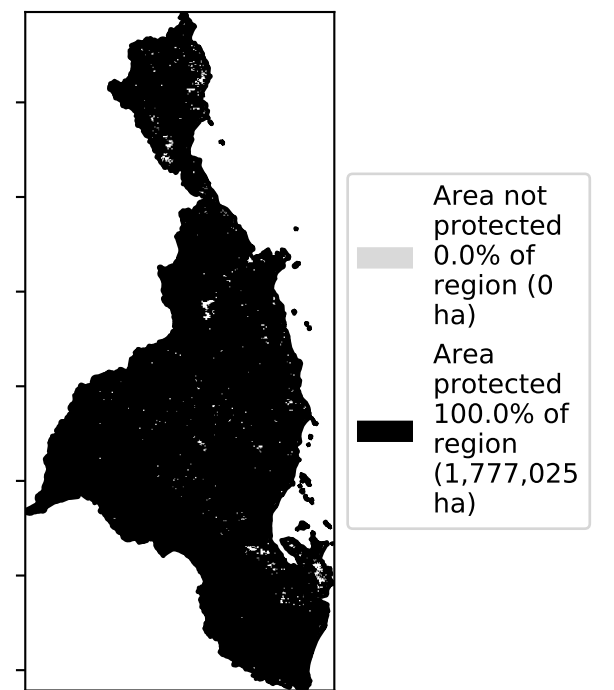 Area not
protected
0.0% of
region (0
ha)
Area
protected
100.0% of
region
(1,777,025
ha)